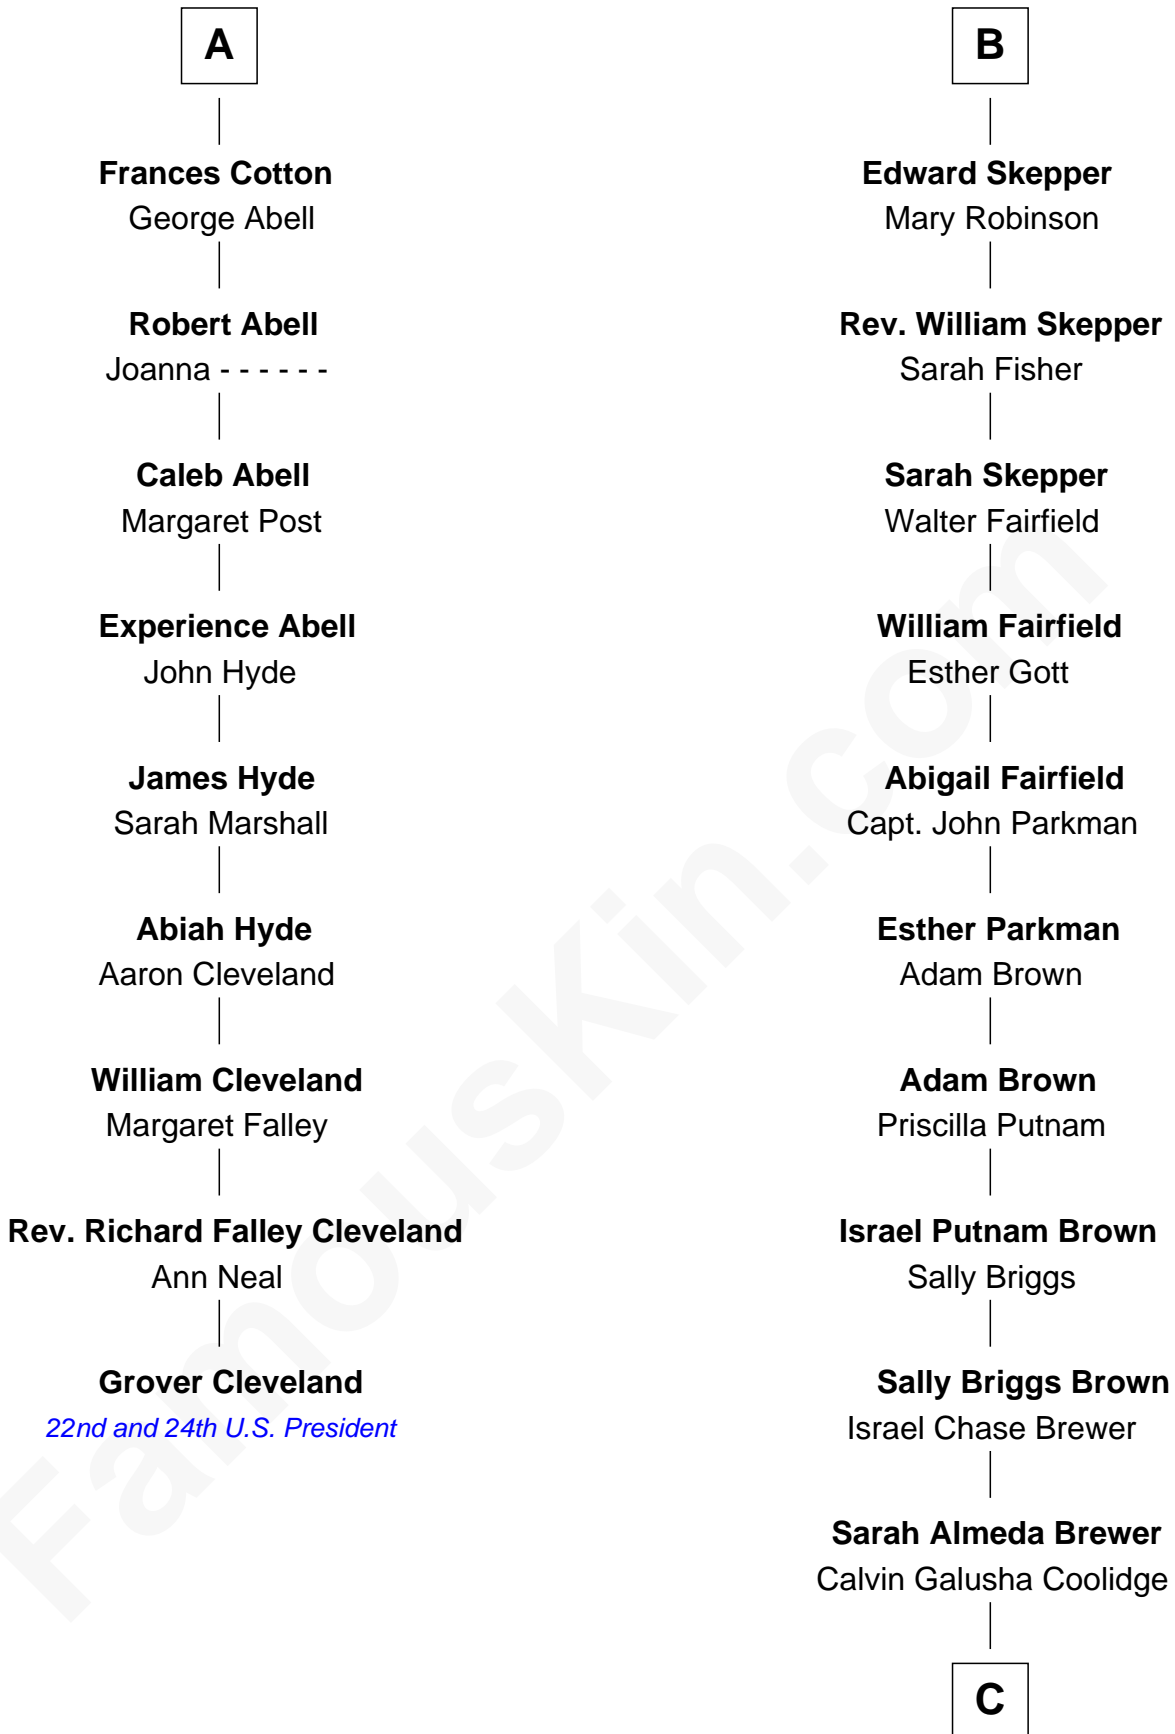 A
Frances Cotton
George Abell
Robert Abell
Joanna - - - - - -
Caleb Abell
Margaret Post
Experience Abell
John Hyde
James Hyde
Sarah Marshall
Abiah Hyde
Aaron Cleveland
William Cleveland
Margaret Falley
Rev. Richard Falley Cleveland
Ann Neal
Grover Cleveland
22nd and 24th U.S. President
B
Edward Skepper
Mary Robinson
Rev. William Skepper
Sarah Fisher
Sarah Skepper
Walter Fairfield
William Fairfield
Esther Gott
Abigail Fairfield
Capt. John Parkman
Esther Parkman
Adam Brown
Adam Brown
Priscilla Putnam
Israel Putnam Brown
Sally Briggs
Sally Briggs Brown
Israel Chase Brewer
Sarah Almeda Brewer
Calvin Galusha Coolidge
C
FamousKin.com